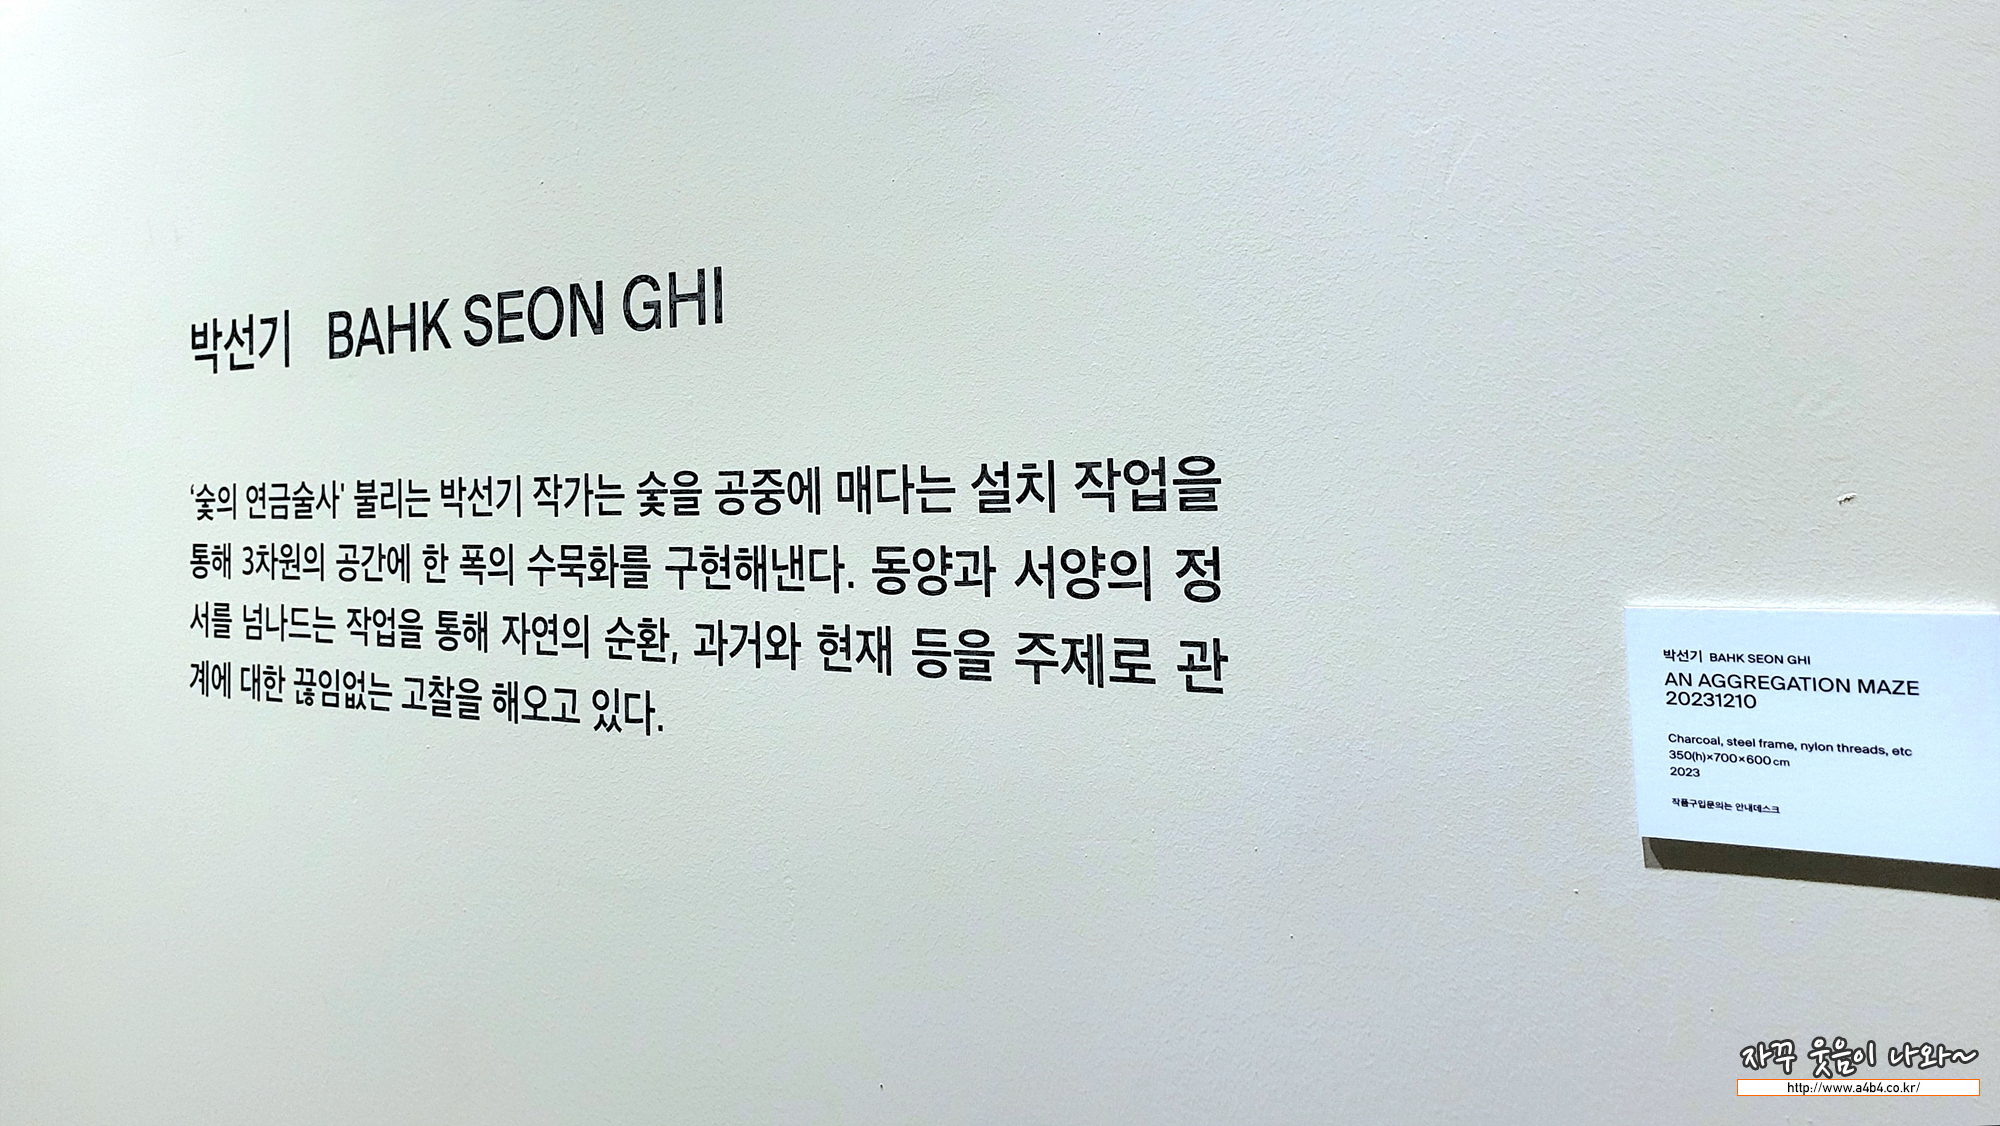 박선기 BAHK SEON GHI
‘숯의 연금술사' 불리는 박선기 작가는 숯을 공중에 매다는 설치 작업을
통해 3차원의 공간에 한 폭의 수묵화를 구현해낸다. 동양과 서양의 정
서를 넘나드는 작업을 통해 자연의 순환, 과거와 현재 등을 주제로 관
계에 대한 끊임없는 고찰을 해오고 있다.
박선기 BAHK SEON GHI
AN AGGREGATION MAZE
20231210
Charcoal, steel frame, nylon threads, etc
350(h)×700×600cm
2023
작품구입문의는 안내데스크
자꾸 웃음이 나와~
http://www.a4b4.co.kr/